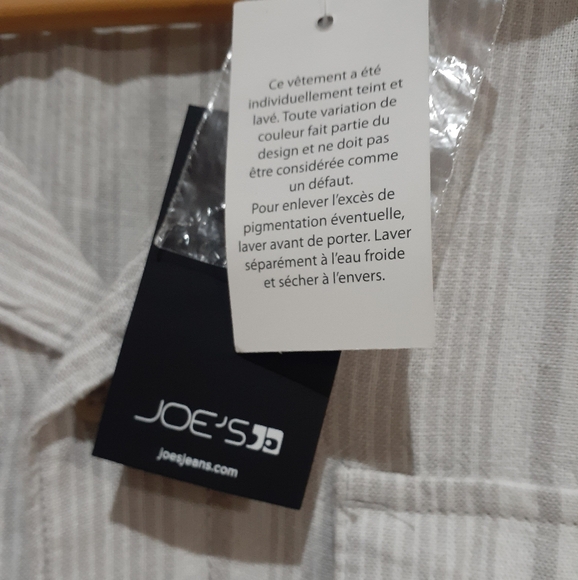 Ce vêtement a été
individuellement teint et
lavé. Toute variation de
couleur fait partie du
design et ne doit pas
être considérée comme
un défaut.
Pour enlever l'excès de
pigmentation éventuelle,
laver avant de porter. Laver
séparément à l'eau froide
et sécher à l'envers.
JOE'S
joesjeans.com